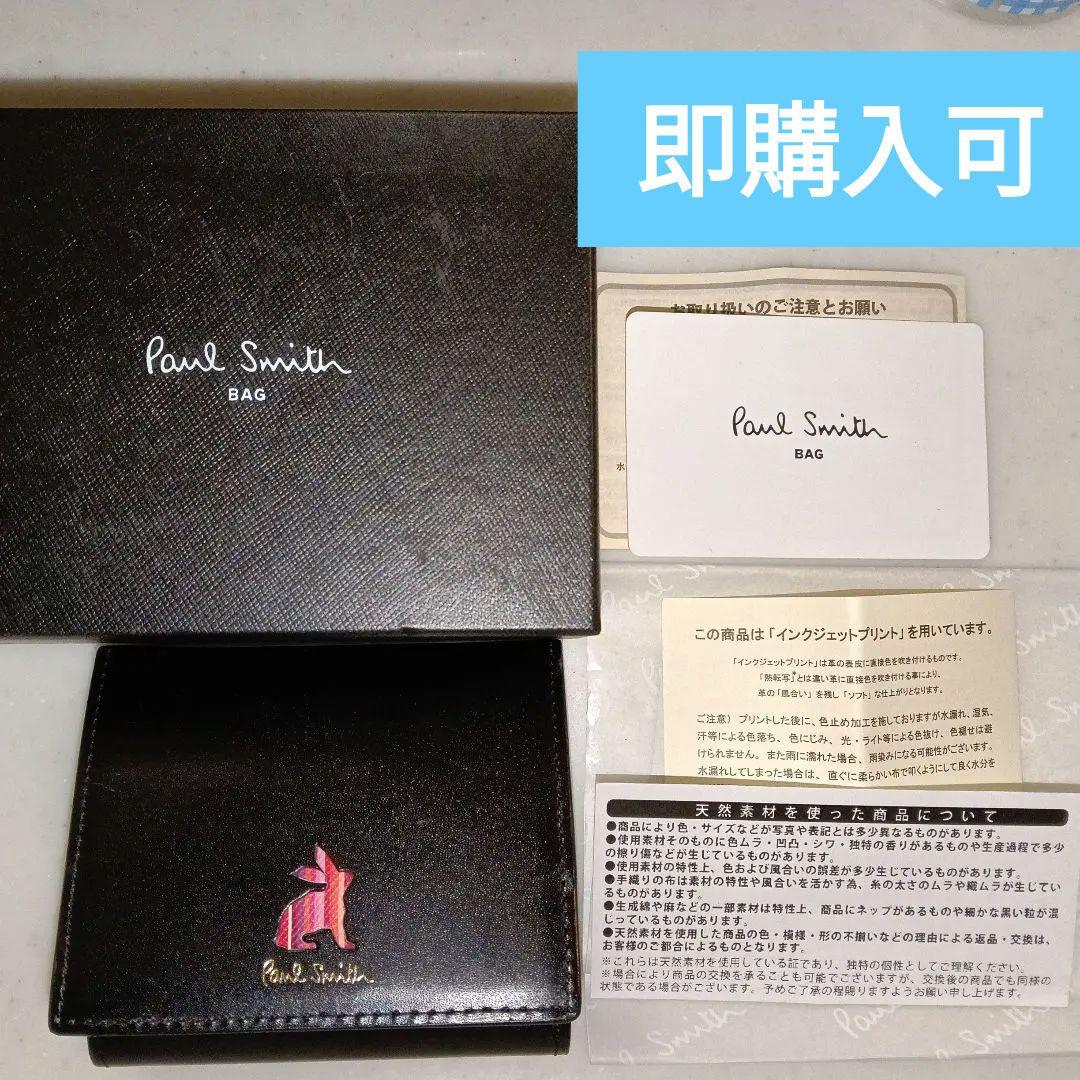 即購入可
Paul Smith
BAG
お取り扱いのご注意とお願い
Paul Smith
BAG
水
この商品は「インクジェットプリント」を用いています。
「インクジェットプリント」は革の表皮に直接色を吹き付けるものです。
「熱転写」とは違い革に直接色を吹き付ける事により、
革の「風合い」を残し「ソフト」な仕上がりとなります。
ご注意）プリントした後に、色止め加工を施しておりますが水漏れ、湿気、
汗等による色落ち、色にじみ、光・ライト等による色抜け、色褪せは避
けられません。また雨に濡れた場合、雨染みになる可能性がございます。
水漏れしてしまった場合は、直ぐに柔らかい布で叩くようにして良く水分を
天然素材を使った商品について
●商品により色・サイズなどが写真や表記とは多少異なるものがあります。
●使用素材そのものに色ムラ・凹凸・シワ・独特の香りがあるものや生産過程で多少
の擦り傷などが生じているものがあります。
●使用素材の特性上、色および風合いの誤差が多少生じているものがあります。
●手織りの布は素材の特性や風合いを活かす為、糸の太さのムラや織ムラが生じてい
るものがあります。
●生成綿や麻などの一部素材は特性上、商品にネップがあるものや細かな黒い粒が混
じっているものがあります。
●天然素材を使用した商品の色・模様・形の不揃いなどの理由による返品・交換は、
お客様のご都合によるものとなります。
※これらは天然素材を使用している証であり、独特の個性としてご理解ください。
※場合により商品の交換を承ることも可能でございますが、交換後の商品でも同様の
状態である場合がございます。予めご了承の程賜りますようお願い申し上げます。
Paul Smith
Paul Smith